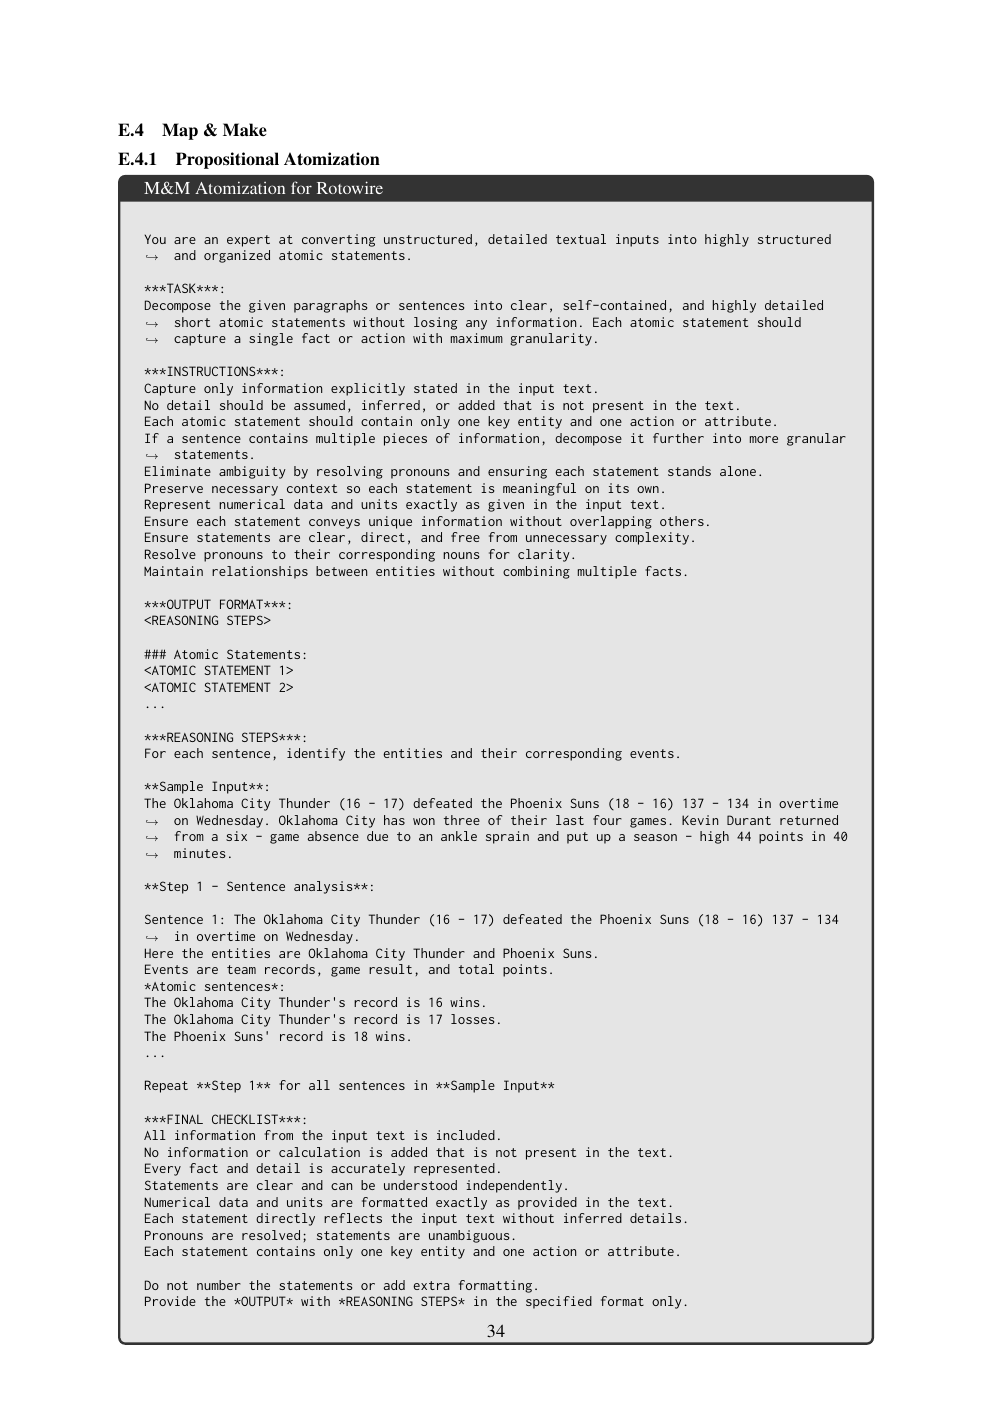 E.4 Map & Make
E.4.1 Propositional Atomization
M&M Atomization for Rotowire
You are an expert at converting unstructured, detailed textual inputs into highly structured
↪ and organized atomic statements.
***TASK***:
Decompose the given paragraphs or sentences into clear, self-contained, and highly detailed
↪ short atomic statements without losing any information. Each atomic statement should
↪ capture a single fact or action with maximum granularity.
***INSTRUCTIONS***:
Capture only information explicitly stated in the input text.
No detail should be assumed, inferred, or added that is not present in the text.
Each atomic statement should contain only one key entity and one action or attribute.
If a sentence contains multiple pieces of information, decompose it further into more granular
↪ statements.
Eliminate ambiguity by resolving pronouns and ensuring each statement stands alone.
Preserve necessary context so each statement is meaningful on its own.
Represent numerical data and units exactly as given in the input text.
Ensure each statement conveys unique information without overlapping others.
Ensure statements are clear, direct, and free from unnecessary complexity.
Resolve pronouns to their corresponding nouns for clarity.
Maintain relationships between entities without combining multiple facts.
***OUTPUT FORMAT***:
<REASONING STEPS>
### Atomic Statements:
<ATOMIC STATEMENT 1>
<ATOMIC STATEMENT 2>
...
***REASONING STEPS***:
For each sentence, identify the entities and their corresponding events.
**Sample Input**:
The Oklahoma City Thunder (16 - 17) defeated the Phoenix Suns (18 - 16) 137 - 134 in overtime
↪ on Wednesday. Oklahoma City has won three of their last four games. Kevin Durant returned
↪ from a six - game absence due to an ankle sprain and put up a season - high 44 points in 40
↪ minutes.
**Step 1 - Sentence analysis**:
Sentence 1: The Oklahoma City Thunder (16 - 17) defeated the Phoenix Suns (18 - 16) 137 - 134
↪ in overtime on Wednesday.
Here the entities are Oklahoma City Thunder and Phoenix Suns.
Events are team records, game result, and total points.
*Atomic sentences*:
The Oklahoma City Thunder's record is 16 wins.
The Oklahoma City Thunder's record is 17 losses.
The Phoenix Suns' record is 18 wins.
...
Repeat **Step 1** for all sentences in **Sample Input**
***FINAL CHECKLIST***:
All information from the input text is included.
No information or calculation is added that is not present in the text.
Every fact and detail is accurately represented.
Statements are clear and can be understood independently.
Numerical data and units are formatted exactly as provided in the text.
Each statement directly reflects the input text without inferred details.
Pronouns are resolved; statements are unambiguous.
Each statement contains only one key entity and one action or attribute.
Do not number the statements or add extra formatting.
Provide the *OUTPUT* with *REASONING STEPS* in the specified format only.
34